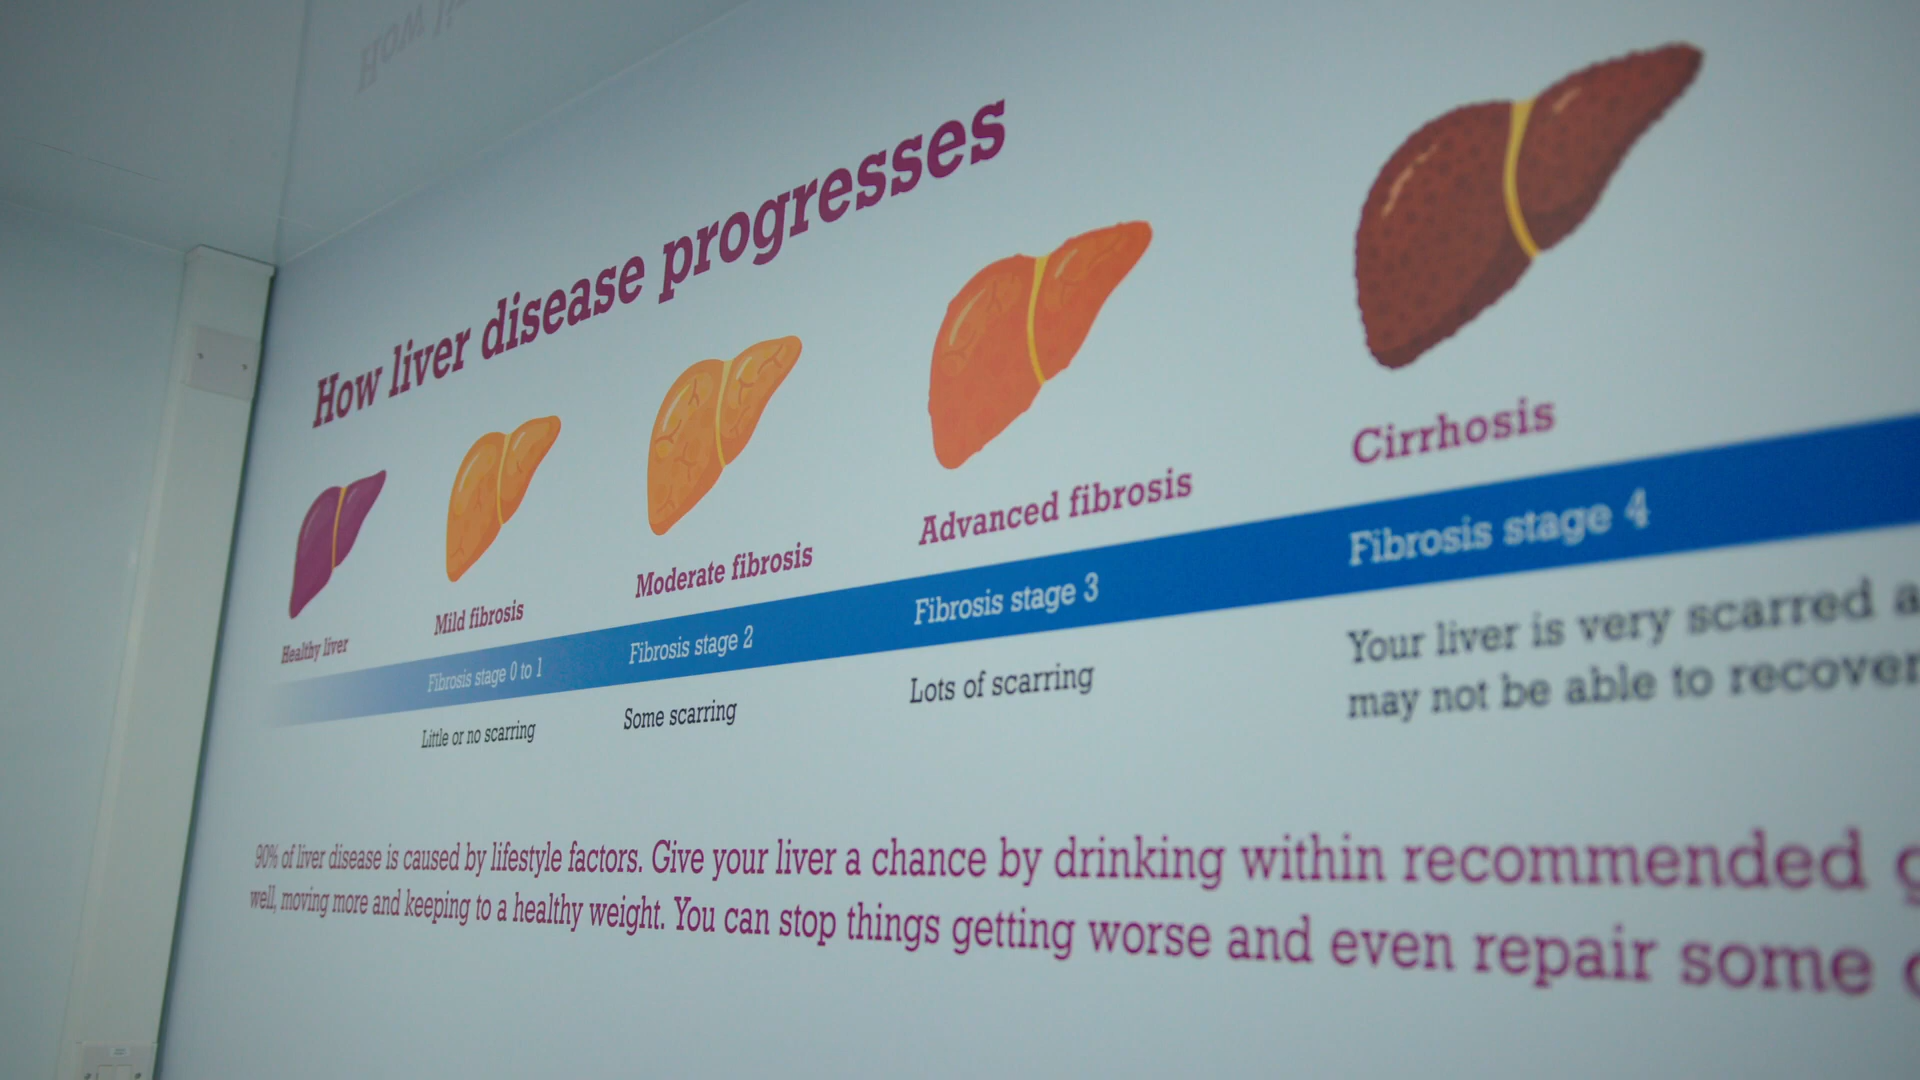 How liver disease progresses
Healthy liver
Mild fibrosis
Moderate fibrosis
Advanced fibrosis
Cirrhosis
Fibrosis stage 0 to 1
Fibrosis stage 2
Fibrosis stage 3
Fibrosis stage 4
Little or no scarring
Some scarring
Lots of scarring
Your liver is very scarred
may not be able to recover
90% of liver disease is caused by lifestyle factors. Give your liver a chance by drinking within recommended
well, moving more and keeping to a healthy weight. You can stop things getting worse and even repair some